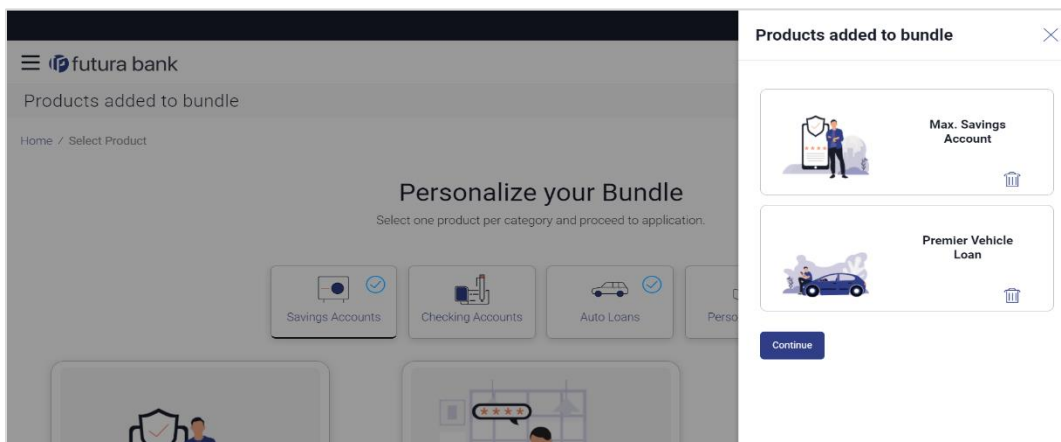 Products added to bundle
futura bank
Products added to bundle
Home / Select Product
Max. Savings
Account
Personalize your Bundle
Select one product per category and proceed to application.
Premier Vehicle
Loan
Savings Accounts
Checking Accounts
Auto Loans
Continue